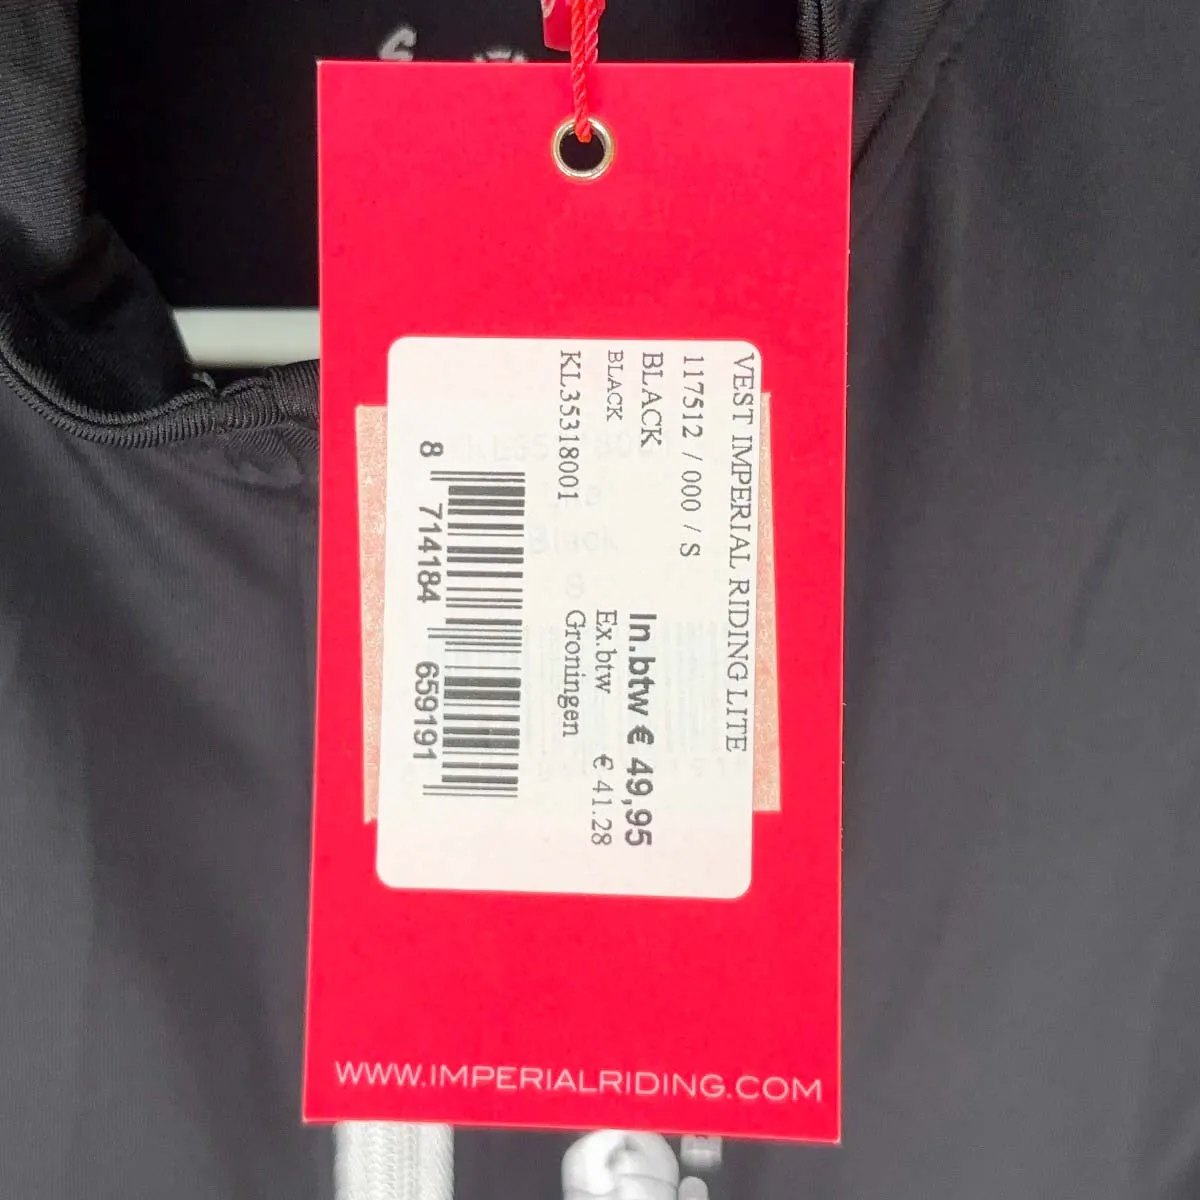 VEST IMPERIAL RIDING LITE
117512 / 000 / S
BLACK
BLACK
KL35318001
In.btw € 49,95
Ex.btw € 41.28
Groningen
8 714184 659191
WWW.IMPERIALRIDING.COM